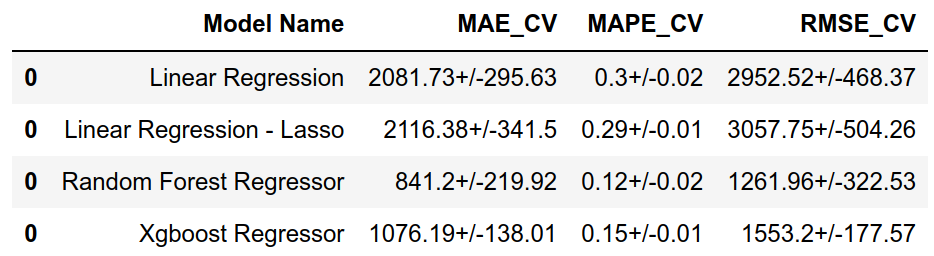 Model Name MAE_CV MAPE_CV RMSE_CV
0 Linear Regression 2081.73+/-295.63 0.3+/-0.02 2952.52+/-468.37
0 Linear Regression - Lasso 2116.38+/-341.5 0.29+/-0.01 3057.75+/-504.26
0 Random Forest Regressor 841.2+/-219.92 0.12+/-0.02 1261.96+/-322.53
0 Xgboost Regressor 1076.19+/-138.01 0.15+/-0.01 1553.2+/-177.57